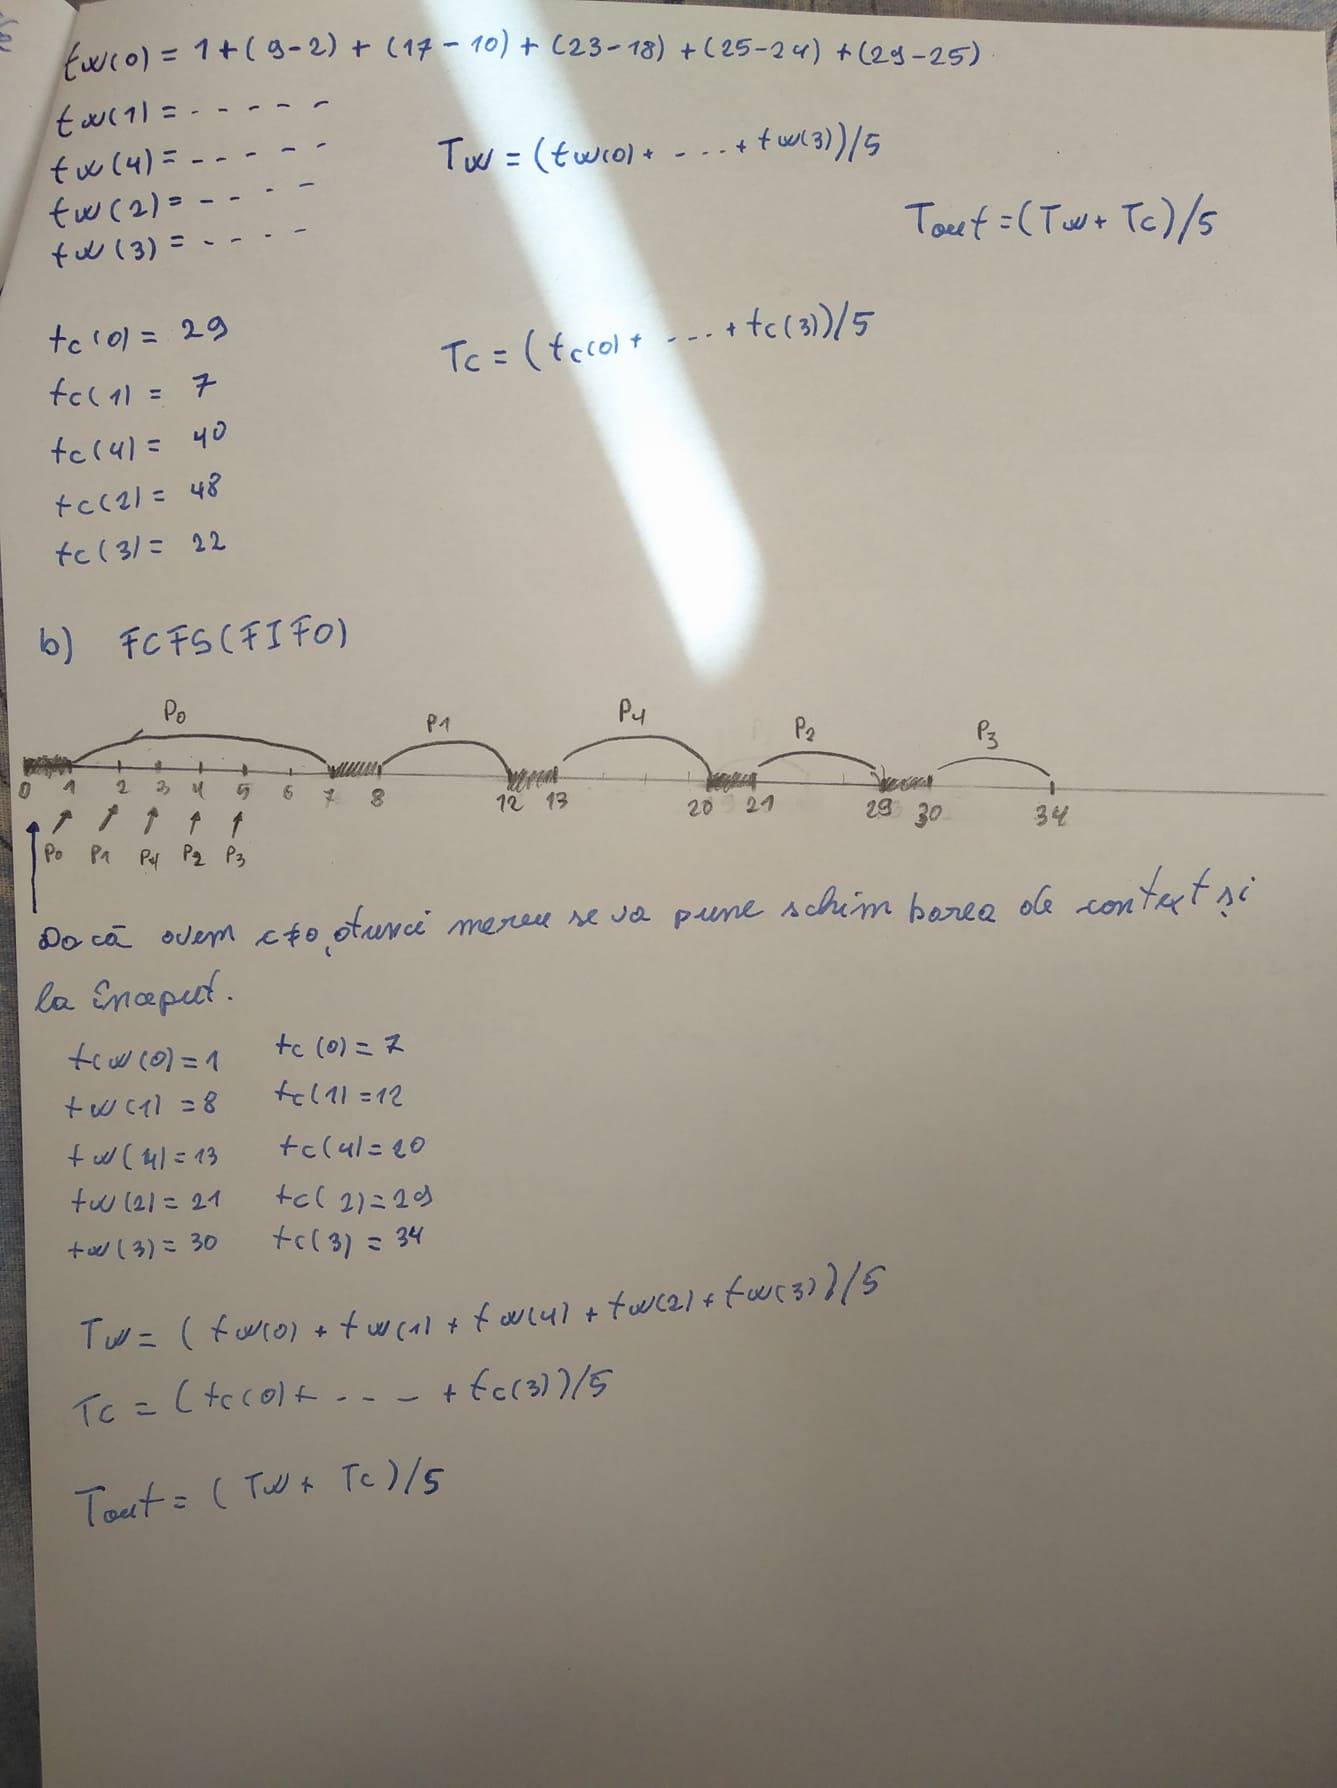 tw(0) = 1+(9-2) + (17-10) + (23-18) + (25-24) + (29-25)
tw(1) = - - - - - -
tw(4) = - - - - - -
tw(2) = - - - -
tw(3) = - - - -
Tw = (tw(0) + - ... + tw(3))/5
Tout = (Tw + Tc)/5
tc(0) = 29
tc(1) = 7
tc(4) = 40
tc(2) = 48
tc(3) = 22
Tc = (tc(0) + - ... + tc(3))/5
b) FCFS(FIFO)
P0 P1 P4 P2 P3
0 1 2 3 4 5 6 7 8 12 13 20 21 29 30 34
P0 P1 P4 P2 P3
Dacă avem c≠0, atunci mereu se va pune schimbarea de context și
la început.
tcw(0) = 1 tc(0) = 7
tw(1) = 8 tc(1) = 12
tw(4) = 13 tc(4) = 20
tw(2) = 21 tc(2) = 29
tw(3) = 30 tc(3) = 34
Tw = (tw(0) + tw(1) + tw(4) + tw(2) + tw(3))/5
Tc = (tc(0) + - - - + tc(3))/5
Tout = (Tw + Tc)/5